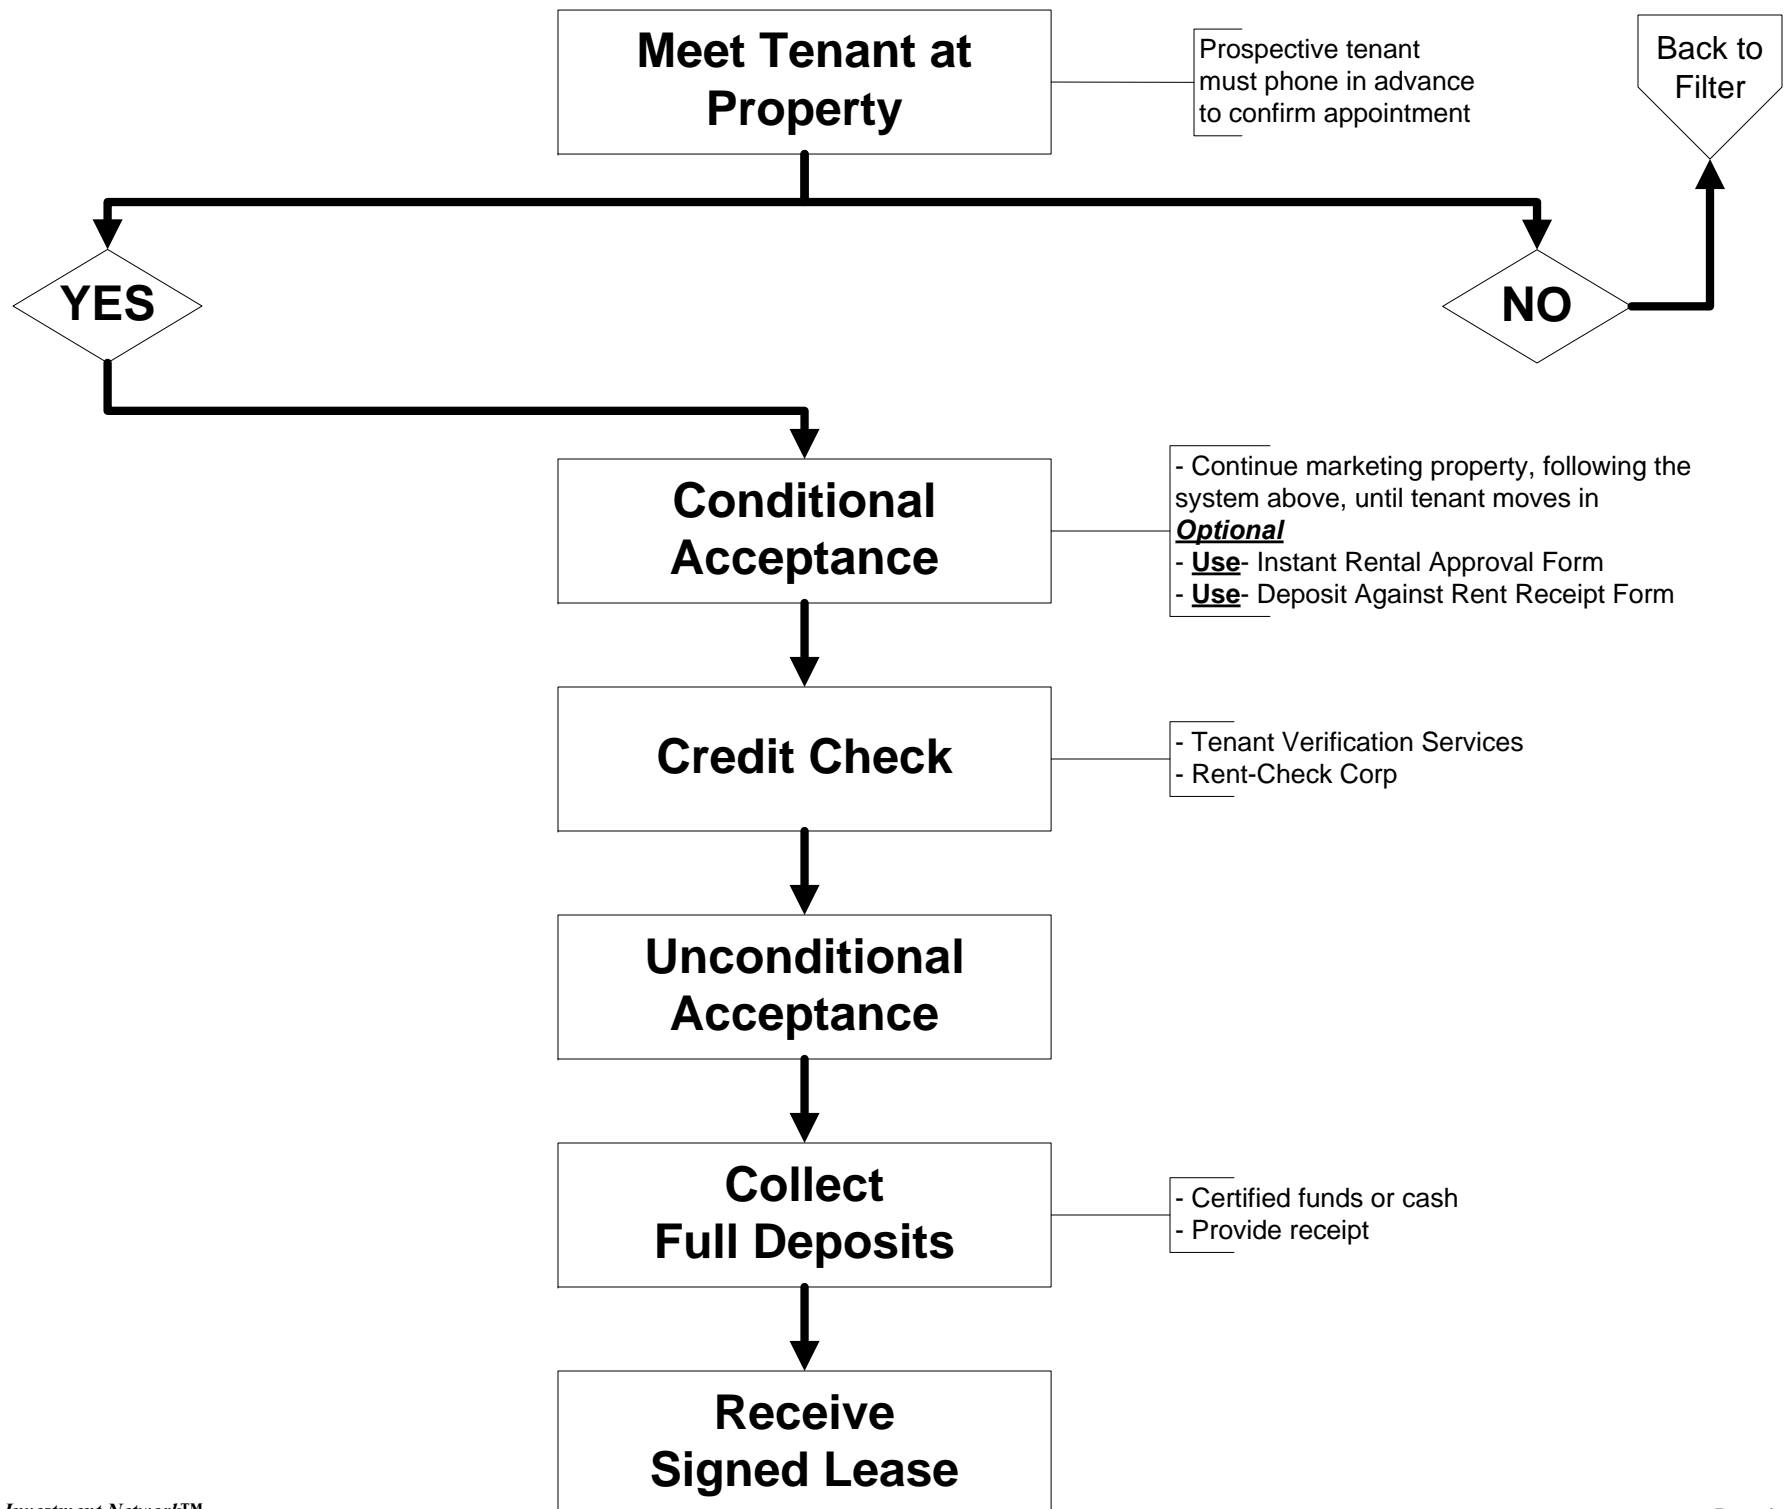 Meet Tenant at
Property
Prospective tenant
must phone in advance
to confirm appointment
Back to
Filter
YES
NO
Conditional
Acceptance
- Continue marketing property, following the
system above, until tenant moves in
Optional
- Use- Instant Rental Approval Form
- Use- Deposit Against Rent Receipt Form
Credit Check
- Tenant Verification Services
- Rent-Check Corp
Unconditional
Acceptance
Collect
Full Deposits
- Certified funds or cash
- Provide receipt
Receive
Signed Lease
Investment Network™